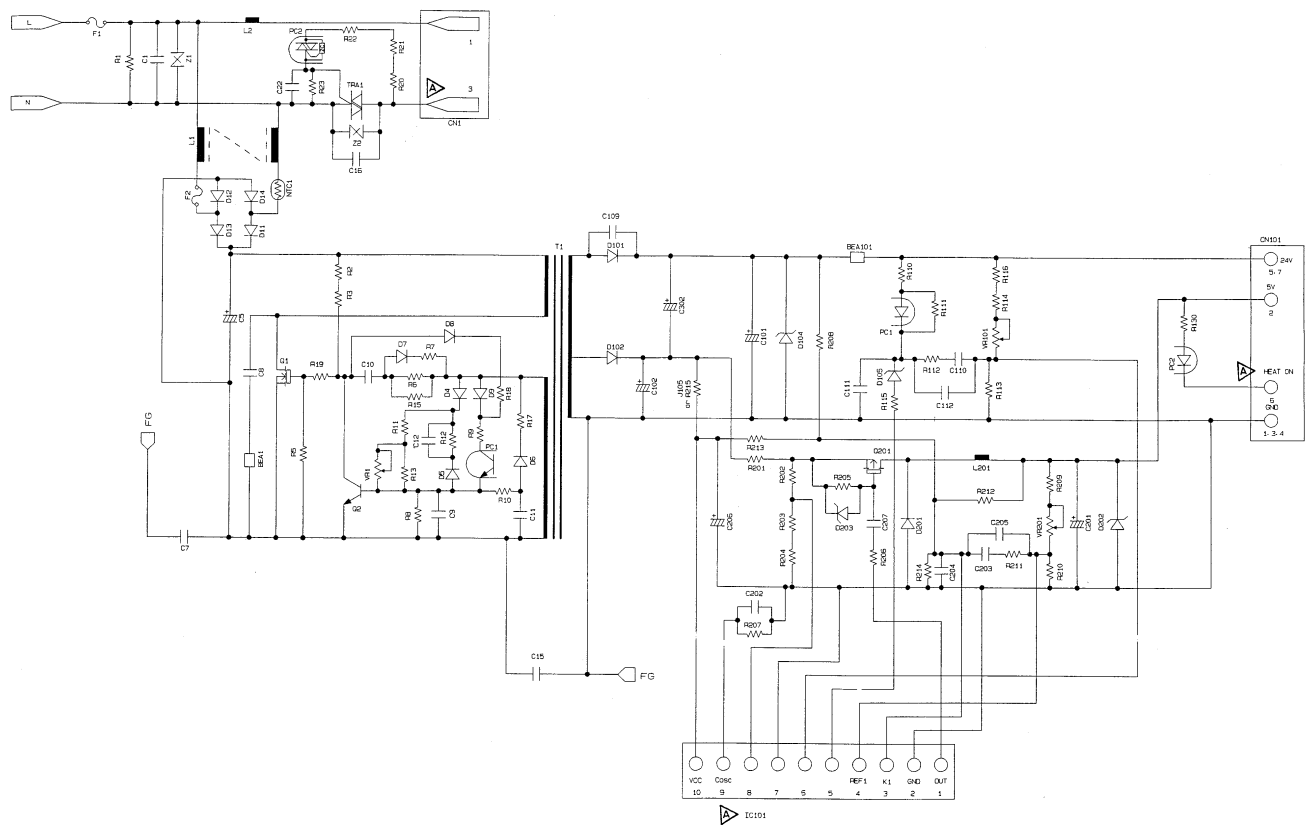 L
F1
L2
PC2
R22
R21
R1
C1
Z1
C22
R23
TRA1
R20
A
1
3
N
CN1
Z2
C16
L1
F2
D12
D14
NTC1
D13
D11
C109
T1
D101
BEA101
CN101
24V
5.7
5V
2
R2
R3
R110
R116
R111
R114
PC1
VR101
R130
PC2
C302
C101
D104
R208
D8
D7
R7
Q1
R19
C10
R6
R15
R18
C8
D4
D9
D102
C102
J105
or R215
C111
D105
R115
R112
C110
C112
R113
A
HEAT ON
6
GND
1.3.4
FG
BEA1
R5
R11
C12
R12
R9
PC1
R17
VR1
R13
D5
D6
R10
Q2
R8
C9
C11
C7
R213
R201
Q201
L201
R202
R205
R212
R209
D203
C206
R203
C207
D201
C205
VR201
C201
D202
R204
R206
R214
C204
C203
R211
R210
C202
R207
C15
FG
VCC
Cosc
REF1
K1
GND
OUT
10
9
8
7
6
5
4
3
2
1
A
IC101